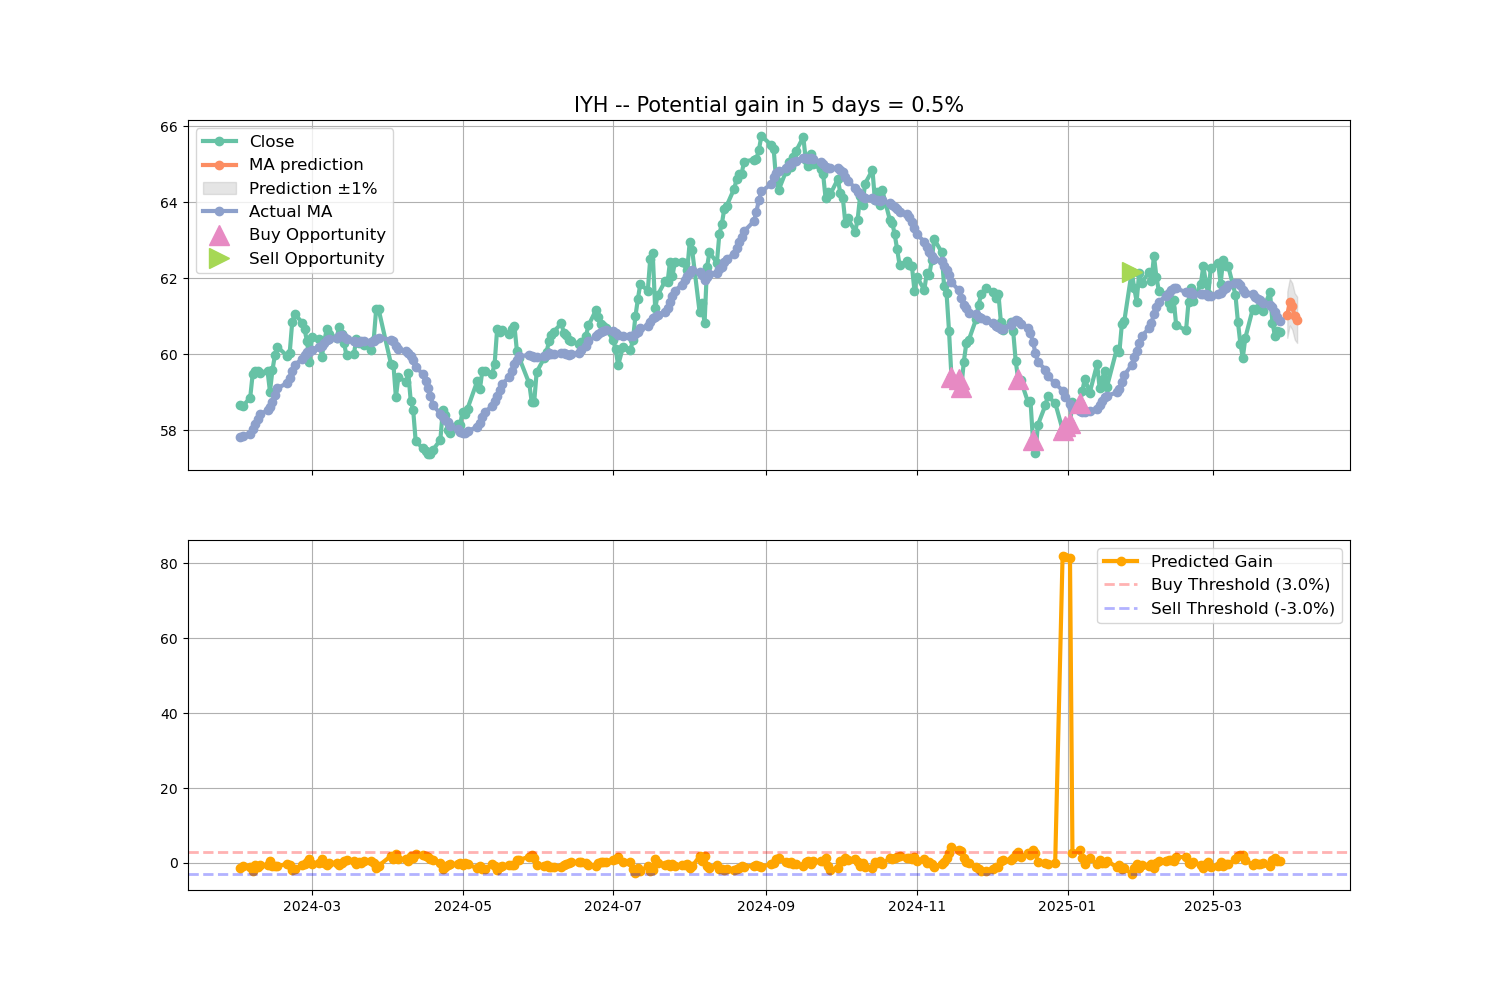 IYH -- Potential gain in 5 days = 0.5%
66
64
62
60
58
Close
MA prediction
Prediction ±1%
Actual MA
Buy Opportunity
Sell Opportunity
80
60
40
20
0
Predicted Gain
Buy Threshold (3.0%)
Sell Threshold (-3.0%)
2024-03
2024-05
2024-07
2024-09
2024-11
2025-01
2025-03